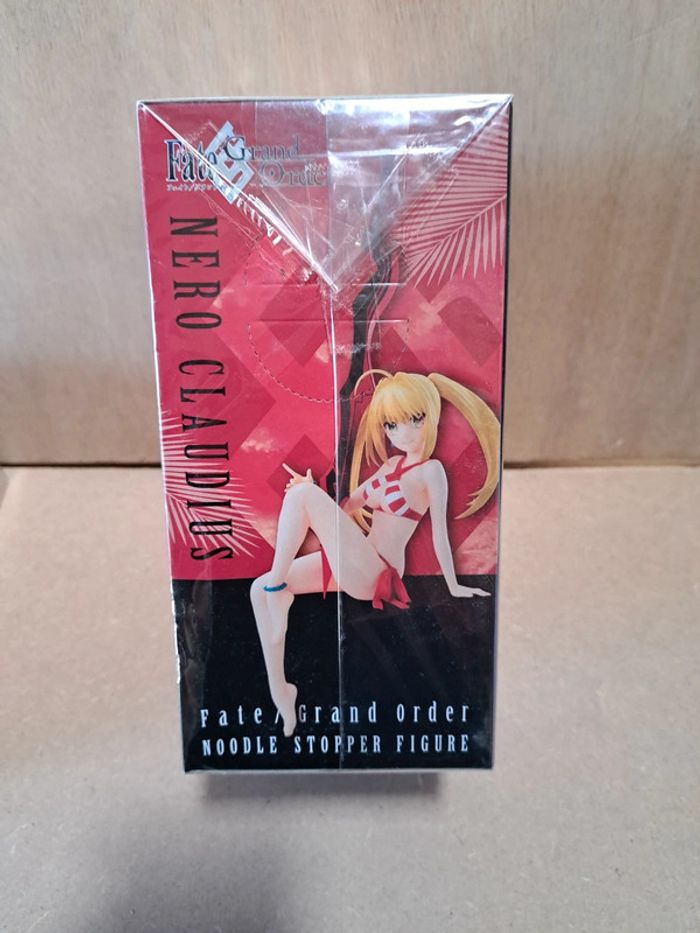 Fate
Grand
Order
NERO CLAUDIUS
Fate/Grand Order
NOODLE STOPPER FIGURE